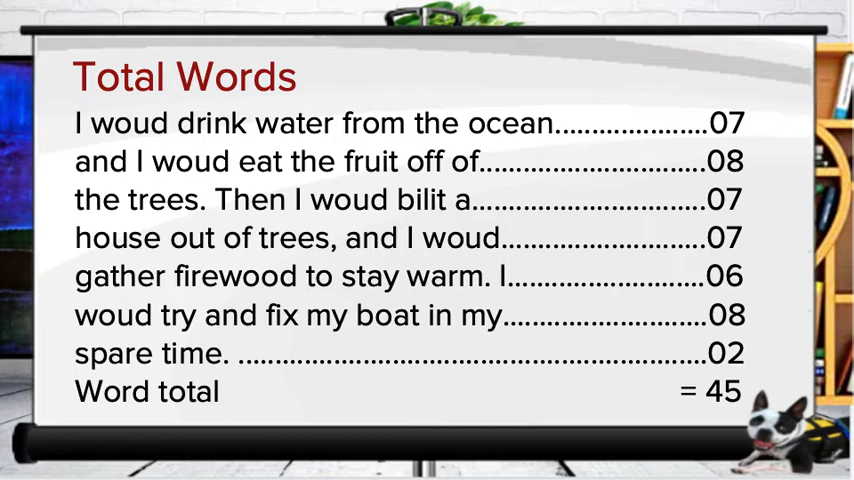 Total Words
I woud drink water from the ocean.....................07
and I woud eat the fruit off of...............................08
the trees. Then I woud bilit a................................07
house out of trees, and I woud............................07
gather firewood to stay warm. I...........................06
woud try and fix my boat in my............................08
spare time. ................................................................02
Word total = 45